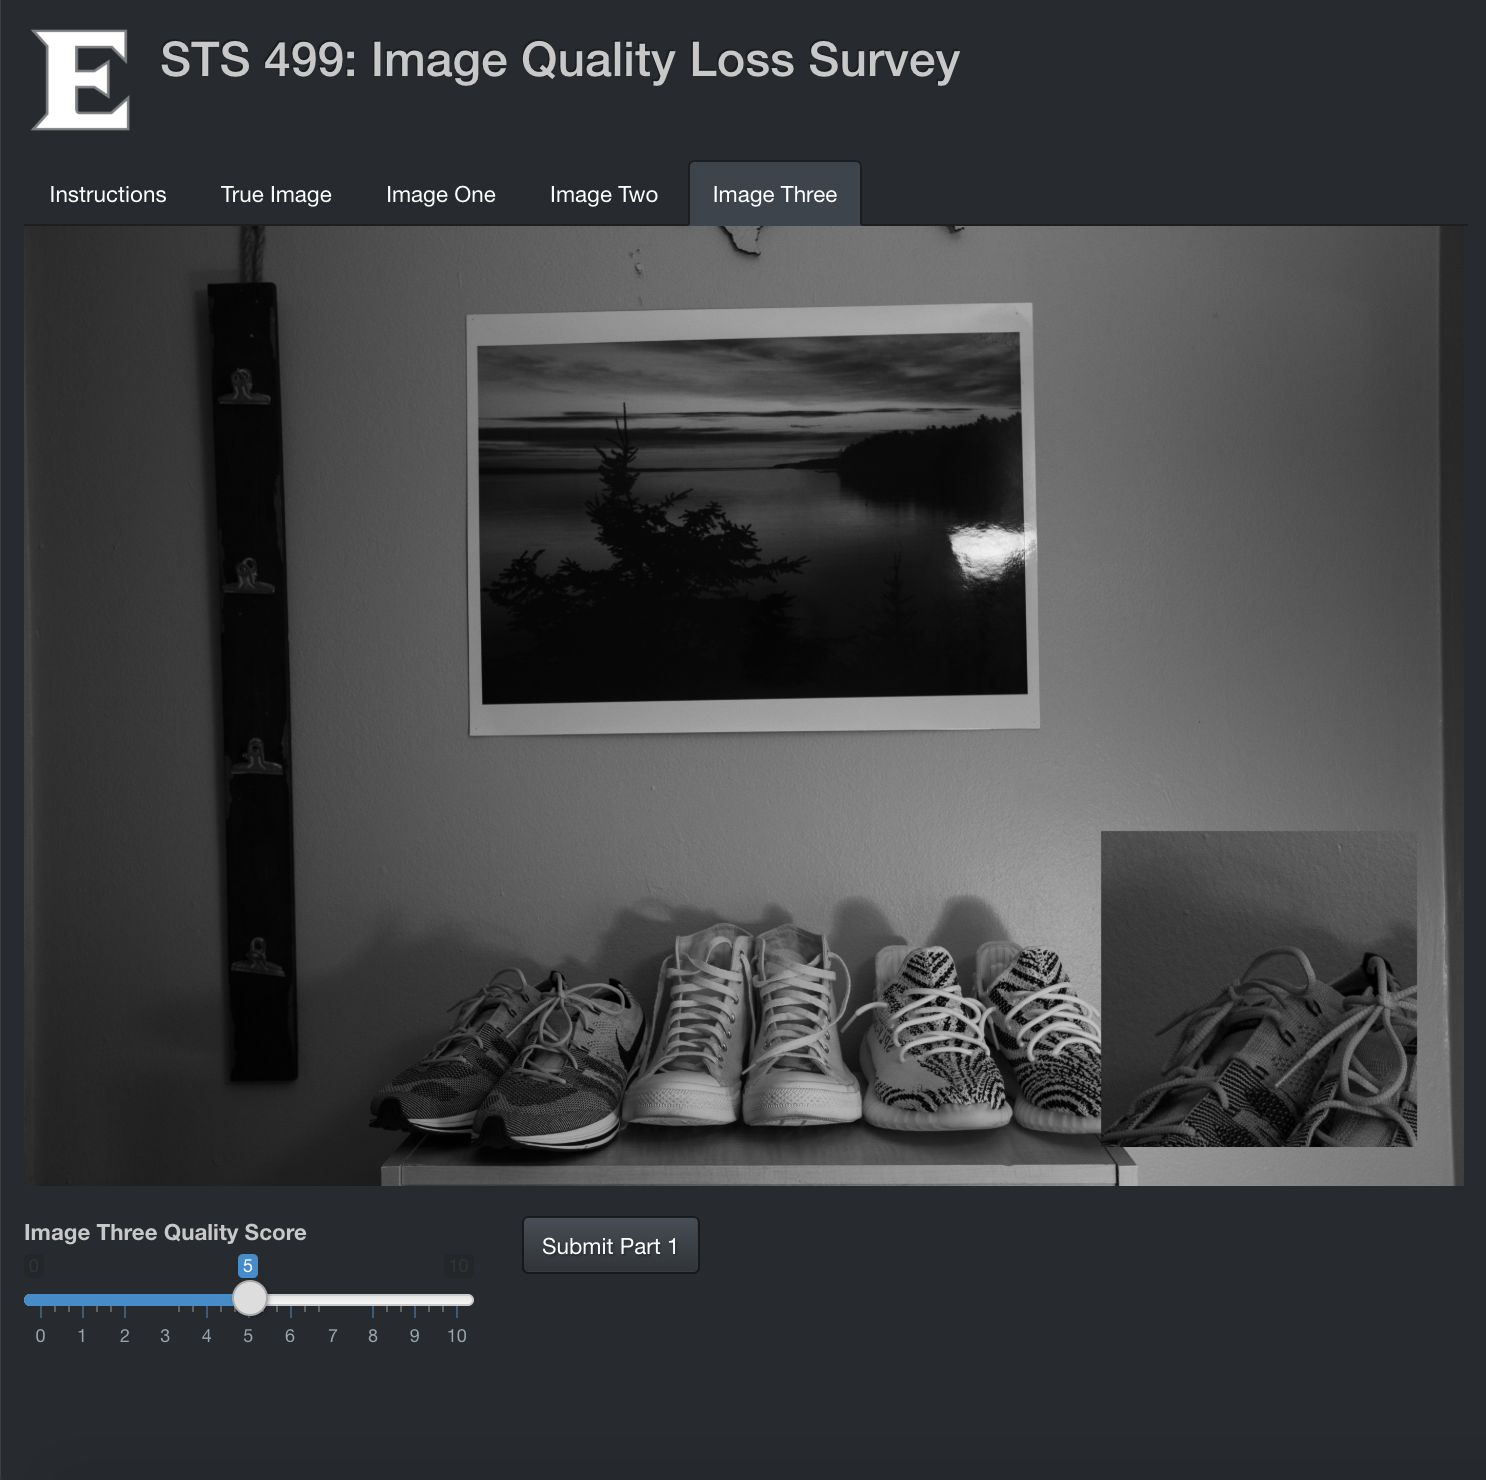 E
STS 499: Image Quality Loss Survey
Instructions True Image Image One Image Two Image Three
Image Three Quality Score
Submit Part 1
0 5 10
0 1 2 3 4 5 6 7 8 9 10